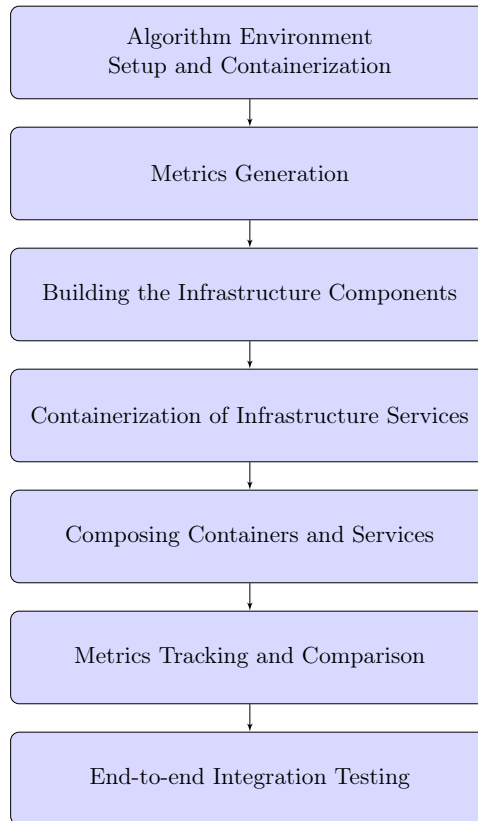 Algorithm Environment
Setup and Containerization
Metrics Generation
Building the Infrastructure Components
Containerization of Infrastructure Services
Composing Containers and Services
Metrics Tracking and Comparison
End-to-end Integration Testing